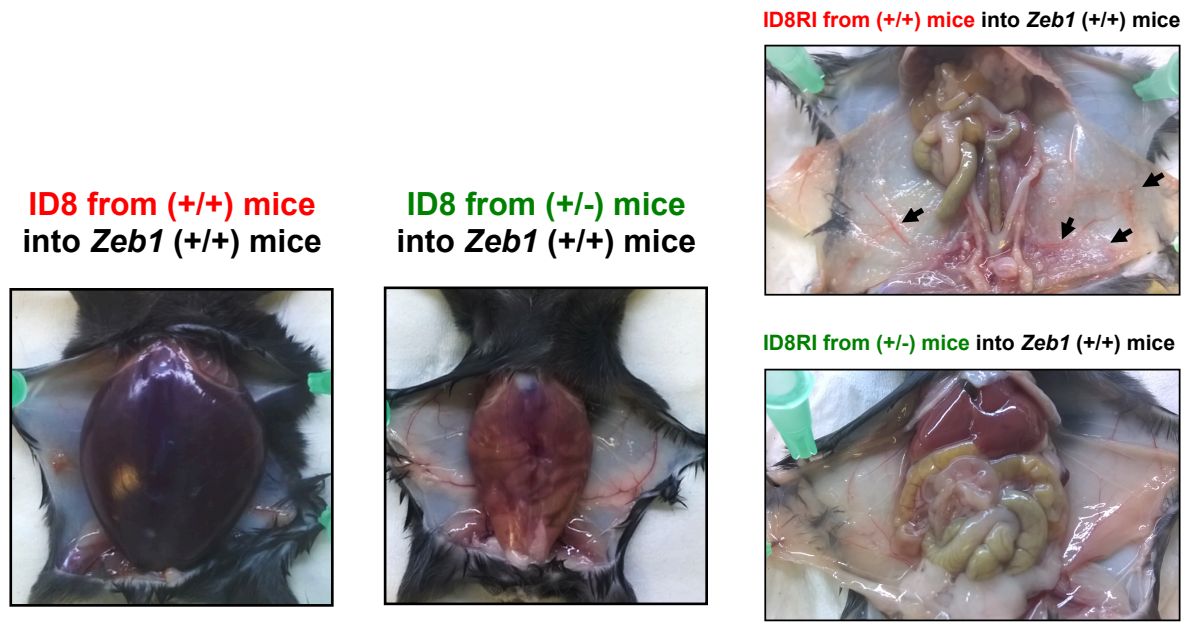 ID8 from (+/+) mice
into Zeb1 (+/+) mice
ID8 from (+/-) mice
into Zeb1 (+/+) mice
ID8RI from (+/+) mice into Zeb1 (+/+) mice
ID8RI from (+/-) mice into Zeb1 (+/+) mice